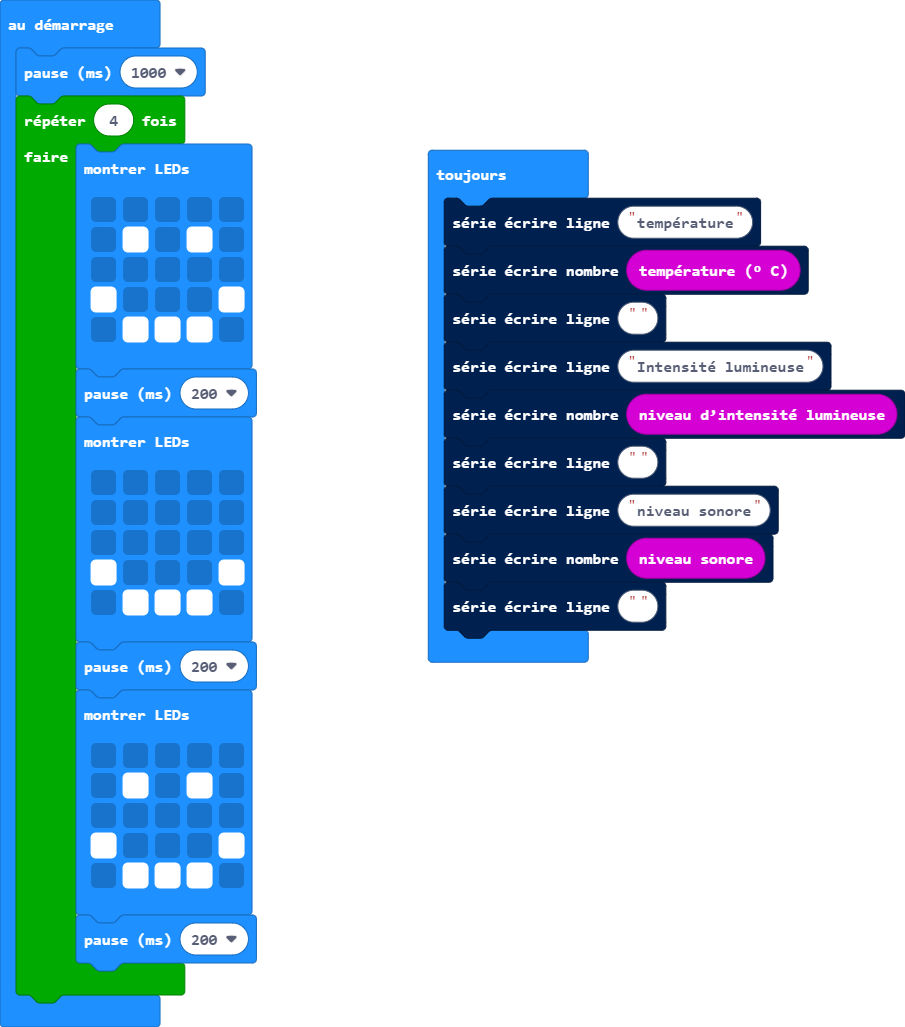 au démarrage
pause (ms) 1000
répéter 4 fois
faire
montrer LEDs
pause (ms) 200
montrer LEDs
pause (ms) 200
montrer LEDs
pause (ms) 200
toujours
série écrire ligne "température"
série écrire nombre température (º C)
série écrire ligne " "
série écrire ligne "Intensité lumineuse"
série écrire nombre niveau d’intensité lumineuse
série écrire ligne " "
série écrire ligne "niveau sonore"
série écrire nombre niveau sonore
série écrire ligne " "